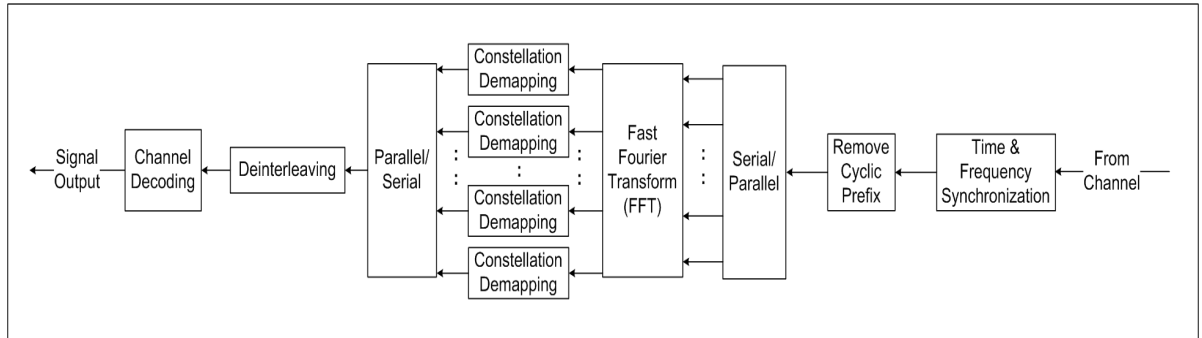 Signal
Output
Channel
Decoding
Deinterleaving
Parallel/
Serial
Constellation
Demapping
Constellation
Demapping
Constellation
Demapping
Constellation
Demapping
Fast
Fourier
Transform
(FFT)
Serial/
Parallel
Remove
Cyclic
Prefix
Time &
Frequency
Synchronization
From
Channel